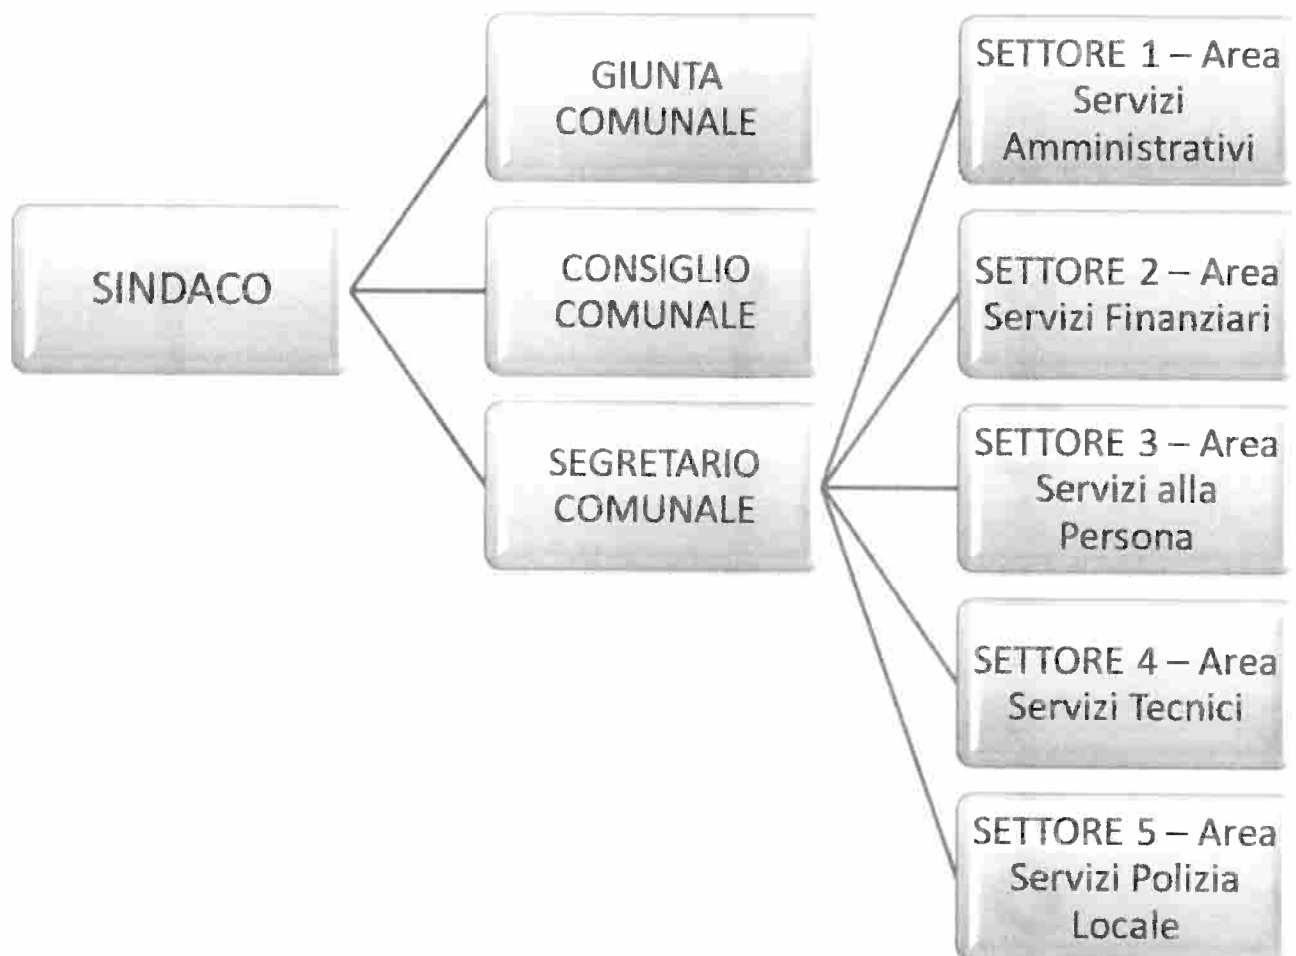 SINDACO
GIUNTA
COMUNALE
CONSIGLIO
COMUNALE
SEGRETARIO
COMUNALE
SETTORE 1 – Area
Servizi
Amministrativi
SETTORE 2 – Area
Servizi Finanziari
SETTORE 3 – Area
Servizi alla
Persona
SETTORE 4 – Area
Servizi Tecnici
SETTORE 5 – Area
Servizi Polizia
Locale